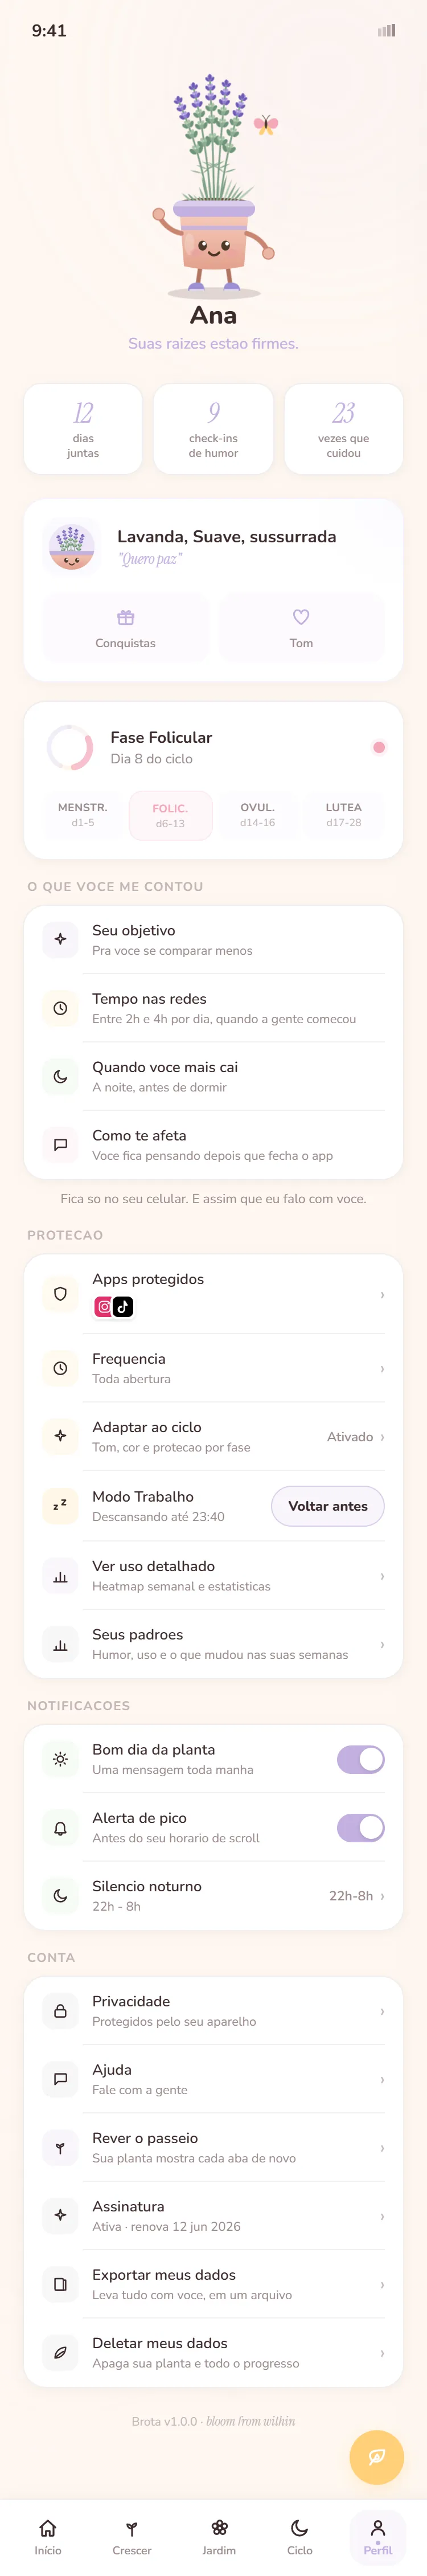 9:41
Ana
Suas raizes estao firmes.
12
dias
juntas
9
check-ins
de humor
23
vezes que
cuidou
Lavanda, Suave, sussurrada
"Quero paz"
Conquistas
Tom
Fase Folicular
Dia 8 do ciclo
MENSTR.
d1-5
FOLIC.
d6-13
OVUL.
d14-16
LUTEA
d17-28
O QUE VOCE ME CONTOU
Seu objetivo
Pra voce se comparar menos
Tempo nas redes
Entre 2h e 4h por dia, quando a gente comecou
Quando voce mais cai
A noite, antes de dormir
Como te afeta
Voce fica pensando depois que fecha o app
Fica so no seu celular. E assim que eu falo com voce.
PROTECAO
Apps protegidos
Frequencia
Toda abertura
Adaptar ao ciclo
Tom, cor e protecao por fase
Ativado
Modo Trabalho
Descansando até 23:40
Voltar antes
Ver uso detalhado
Heatmap semanal e estatisticas
Seus padroes
Humor, uso e o que mudou nas suas semanas
NOTIFICACOES
Bom dia da planta
Uma mensagem toda manha
Alerta de pico
Antes do seu horario de scroll
Silencio noturno
22h - 8h
22h-8h
CONTA
Privacidade
Protegidos pelo seu aparelho
Ajuda
Fale com a gente
Rever o passeio
Sua planta mostra cada aba de novo
Assinatura
Ativa · renova 12 jun 2026
Exportar meus dados
Leva tudo com voce, em um arquivo
Deletar meus dados
Apaga sua planta e todo o progresso
Brota v1.0.0 · bloom from within
Início
Crescer
Jardim
Ciclo
Perfil